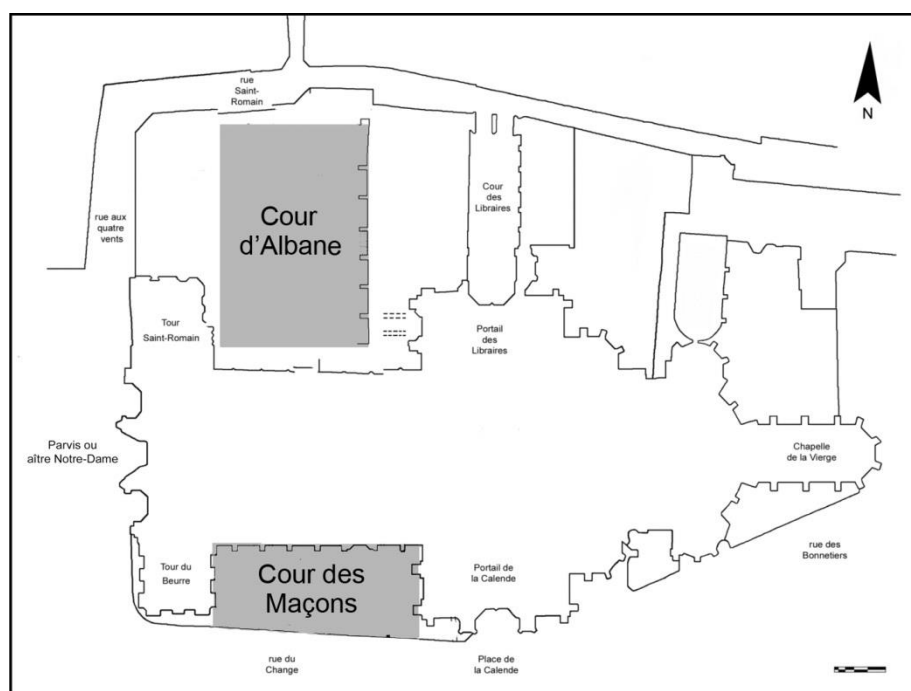 rue
Saint-
Romain
N
Cour
des
Libraires
Cour
d'Albane
rue aux
quatre
vents
Tour
Saint-Romain
Portail
des
Libraires
Parvis ou
aître Notre-Dame
Chapelle
de la Vierge
Tour du
Beurre
Cour des
Maçons
Portail de
la Calende
rue des
Bonnetiers
rue du
Change
Place de
la Calende